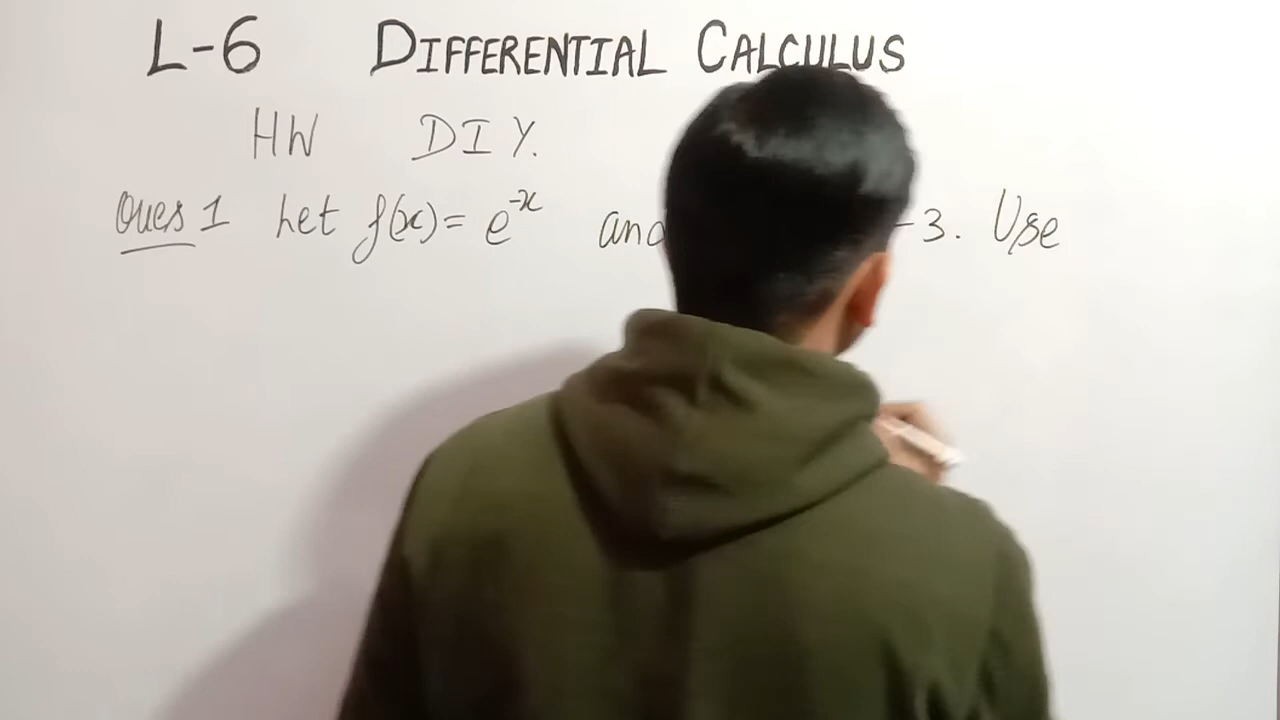 L-6 DIFFERENTIAL CALCULUS
HW DIY.
Ques 1 Let f(x) = e^-x and -3. Use